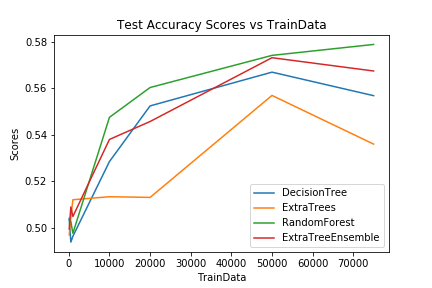 Test Accuracy Scores vs TrainData
Scores
0.58
0.56
0.54
0.52
0.50
DecisionTree
ExtraTrees
RandomForest
ExtraTreeEnsemble
0 10000 20000 30000 40000 50000 60000 70000
TrainData